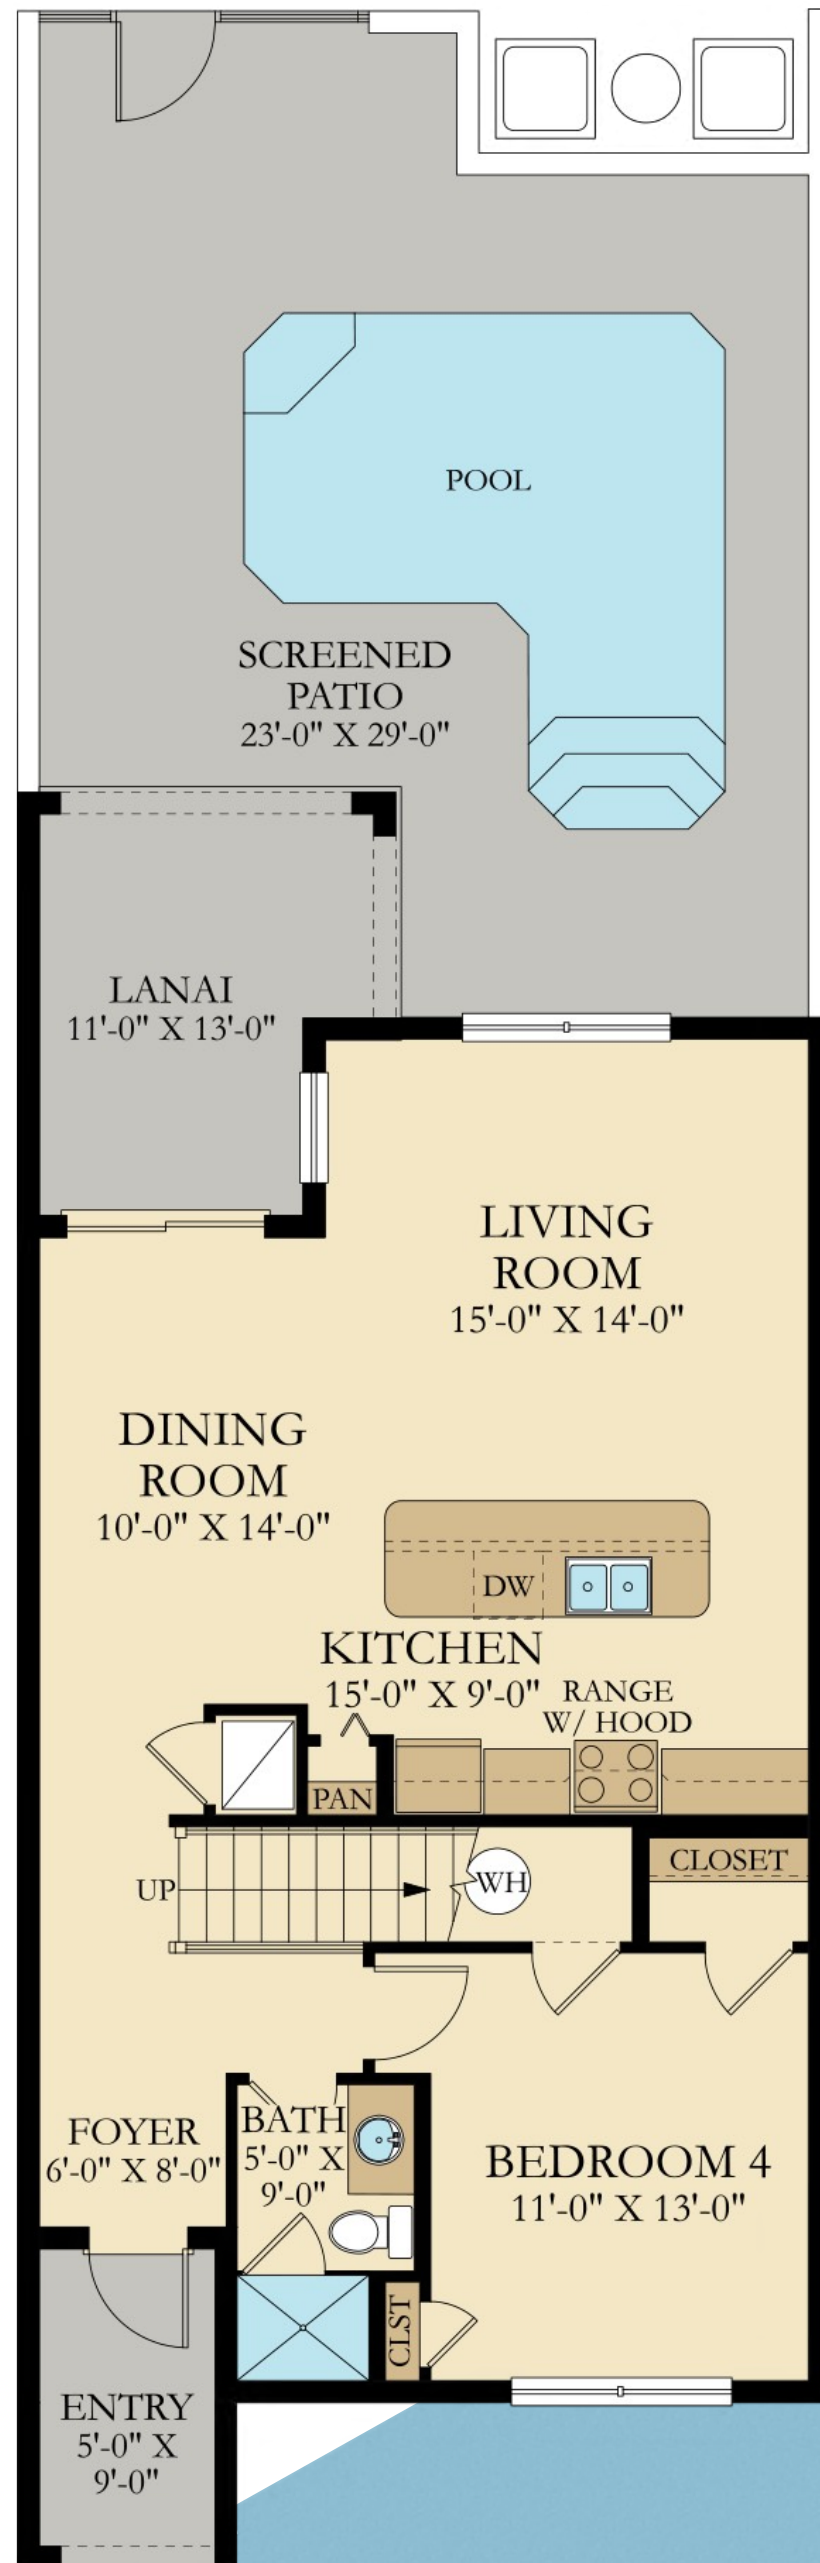 POOL
SCREENED
PATIO
23'-0" X 29'-0"
LANAI
11'-0" X 13'-0"
LIVING
ROOM
15'-0" X 14'-0"
DINING
ROOM
10'-0" X 14'-0"
DW
KITCHEN
15'-0" X 9'-0"
RANGE
W/ HOOD
PAN
CLOSET
UP
WH
FOYER
6'-0" X 8'-0"
BATH
5'-0" X
9'-0"
BEDROOM 4
11'-0" X 13'-0"
CLST
ENTRY
5'-0" X
9'-0"